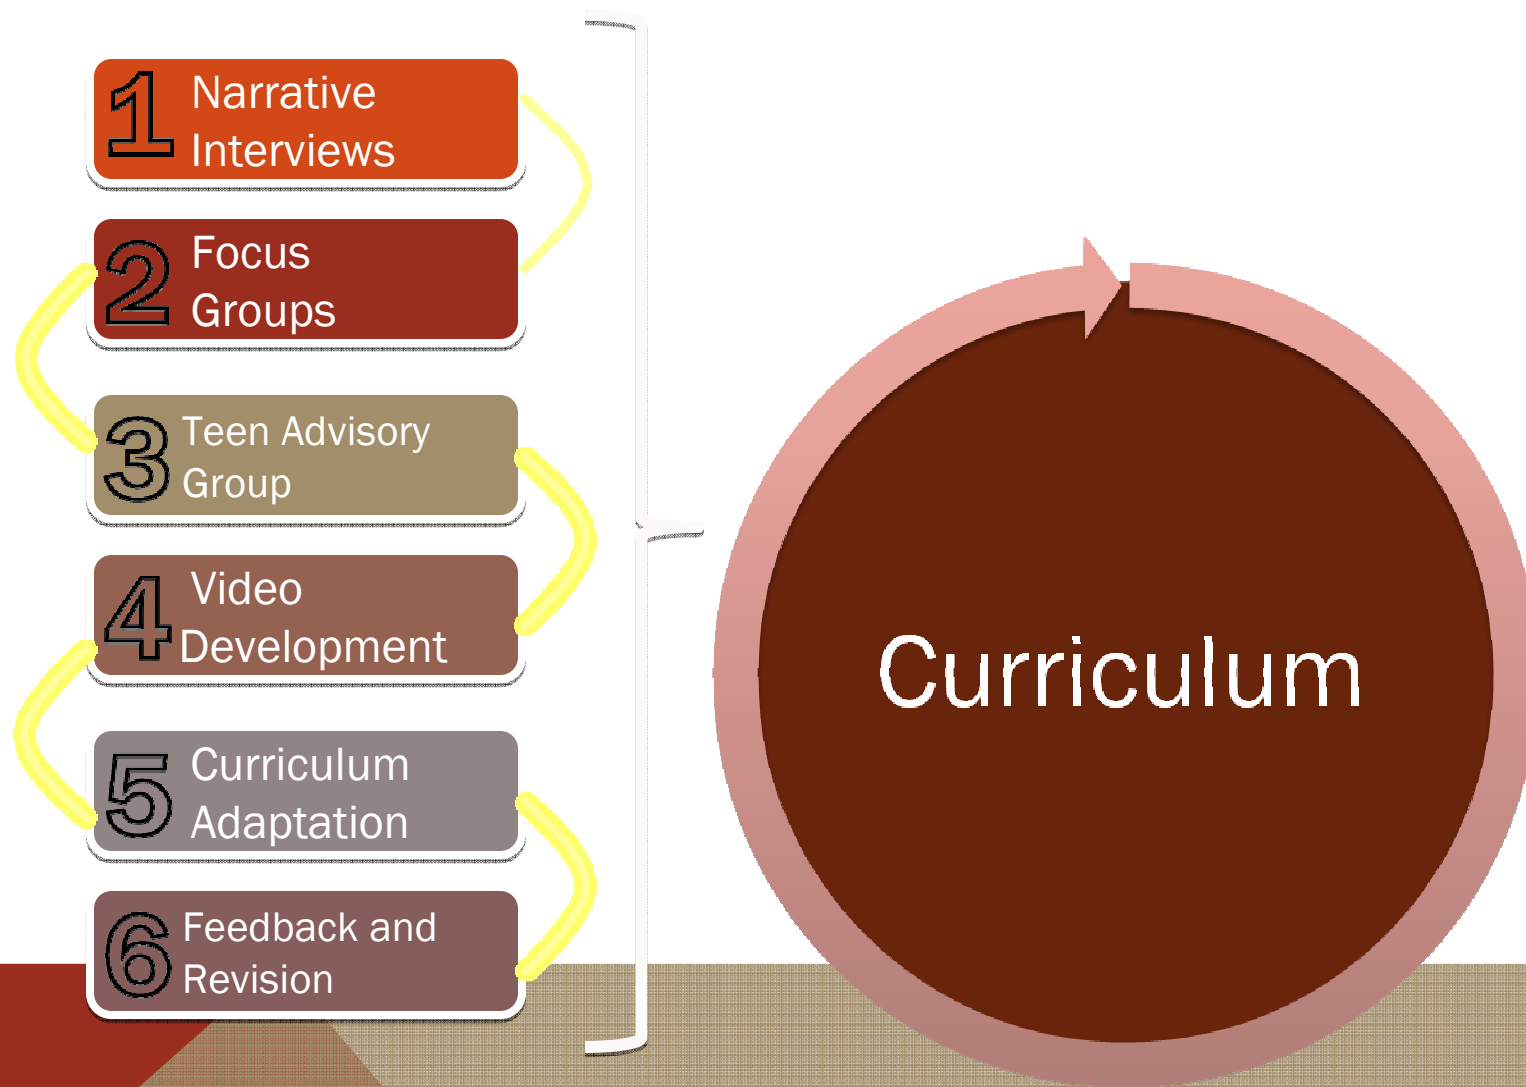 1 Narrative
Interviews
2 Focus
Groups
3 Teen Advisory
Group
4 Video
Development
5 Curriculum
Adaptation
6 Feedback and
Revision
Curriculum